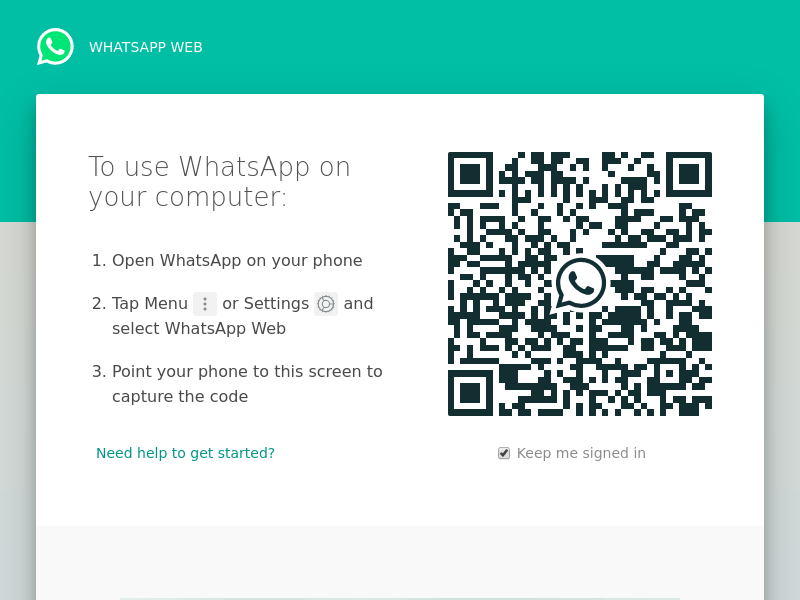 WHATSAPP WEB
To use WhatsApp on
your computer:
1. Open WhatsApp on your phone
2. Tap Menu or Settings and
select WhatsApp Web
3. Point your phone to this screen to
capture the code
Need help to get started?
Keep me signed in